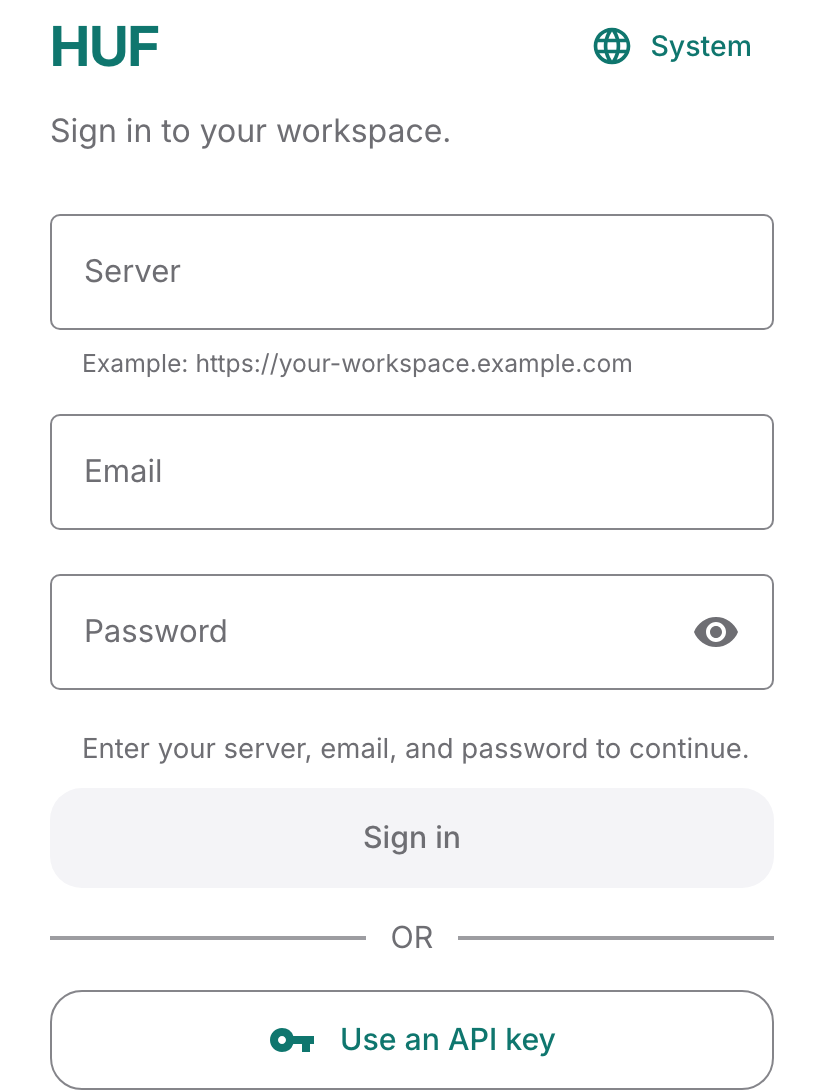 HUF
System
Sign in to your workspace.
Server
Example: https://your-workspace.example.com
Email
Password
Enter your server, email, and password to continue.
Sign in
OR
Use an API key